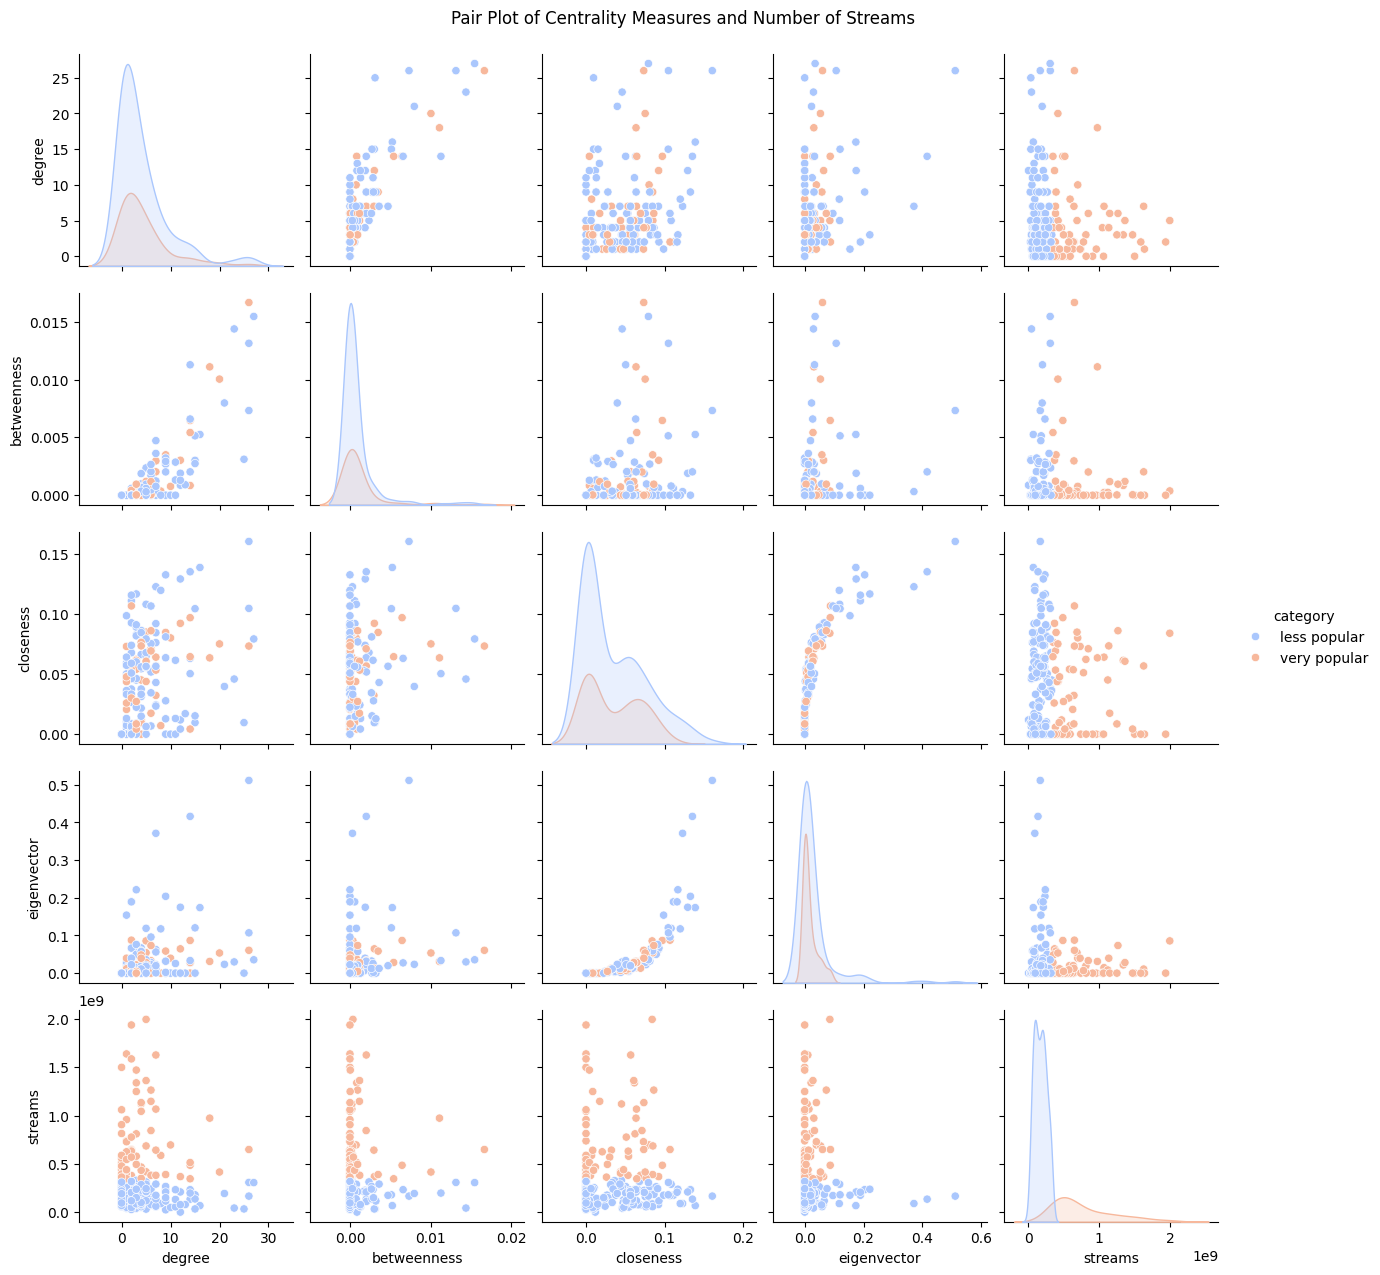 Pair Plot of Centrality Measures and Number of Streams
25
20
15
10
5
0
degree
0.015
0.010
0.005
0.000
betweenness
0.15
0.10
0.05
0.00
closeness
category
less popular
very popular
0.5
0.4
0.3
0.2
0.1
0.0
eigenvector
1e9
2.0
1.5
1.0
0.5
0.0
streams
0 10 20 30
0.00 0.01 0.02
0.0 0.1 0.2
0.0 0.2 0.4 0.6
0 1 2
1e9
degree
betweenness
closeness
eigenvector
streams